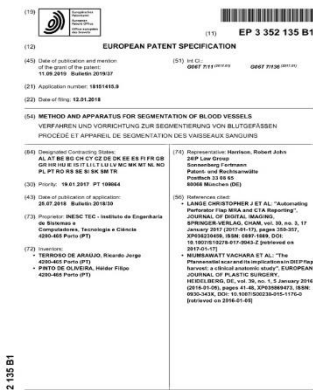 (19)
Europäisches Patentamt
European Patent Office
Office européen des brevets
(11) EP 3 352 135 B1
(12) EUROPEAN PATENT SPECIFICATION
(45) Date of publication and mention of the grant of the patent:
11.09.2019 Bulletin 2019/37
(51) Int Cl.:
G06T 7/11 (2017.01) G06T 7/136 (2017.01)
(21) Application number: 18151415.9
(22) Date of filing: 12.01.2018
(54) METHOD AND APPARATUS FOR SEGMENTATION OF BLOOD VESSELS
VERFAHREN UND VORRICHTUNG ZUR SEGMENTIERUNG VON BLUTGEFÄSSEN
PROCÉDÉ ET APPAREIL DE SEGMENTATION DES VAISSEAUX SANGUINS
(84) Designated Contracting States:
AL AT BE BG CH CY CZ DE DK EE ES FI FR GB
GR HR HU IE IS IT LI LT LU LV MC MK MT NL NO
PL PT RO RS SE SI SK SM TR
(30) Priority: 19.01.2017 PT 109864
(43) Date of publication of application:
25.07.2018 Bulletin 2018/30
(73) Proprietor: INESC TEC - Instituto de Engenharia
de Sistemas e
Computadores, Tecnologia e Ciência
4200-465 Porto (PT)
(72) Inventors:
• TERROSO DE ARAÚJO, Ricardo Jorge
4200-465 Porto (PT)
• PINTO DE OLIVEIRA, Hélder Filipe
4200-465 Porto (PT)
(74) Representative: Harrison, Robert John
24IP Law Group
Sonnenberg Fortmann
Patent- und Rechtsanwälte
Postfach 33 08 65
80068 München (DE)
(56) References cited:
• LANGE CHRISTOPHER J ET AL: "Automating
Perforator Flap MRA and CTA Reporting",
JOURNAL OF DIGITAL IMAGING,
SPRINGER-VERLAG, CHAM, vol. 30, no. 3, 17
January 2017 (2017-01-17), pages 350-357,
ISSN: 0897-1889, DOI:
10.1007/S10278-017-9943-2 [retrieved on
2017-01-17]
• NUMSAWATT VACHARA ET AL: "The
Pfannenstiel scar and its implications in DIEP flap
harvest: a clinical anatomic study", EUROPEAN
JOURNAL OF PLASTIC SURGERY,
HEIDELBERG, DE, vol. 39, no. 1, 5 January 2016
(2016-01-05), pages 41-48,
ISSN: 0930-343X, DOI: 10.1007/S00238-015-1176-0
[retrieved on 2016-01-05]
2 135 B1